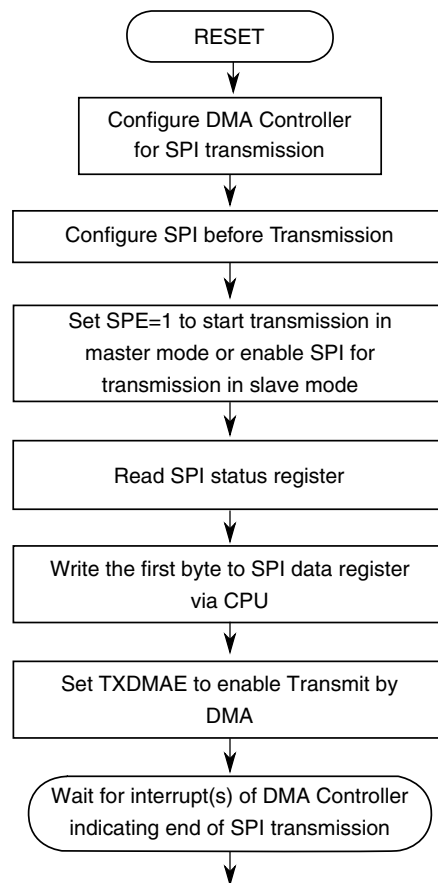 RESET
Configure DMA Controller
for SPI transmission
Configure SPI before Transmission
Set SPE=1 to start transmission in
master mode or enable SPI for
transmission in slave mode
Read SPI status register
Write the first byte to SPI data register
via CPU
Set TXDMAE to enable Transmit by
DMA
Wait for interrupt(s) of DMA Controller
indicating end of SPI transmission